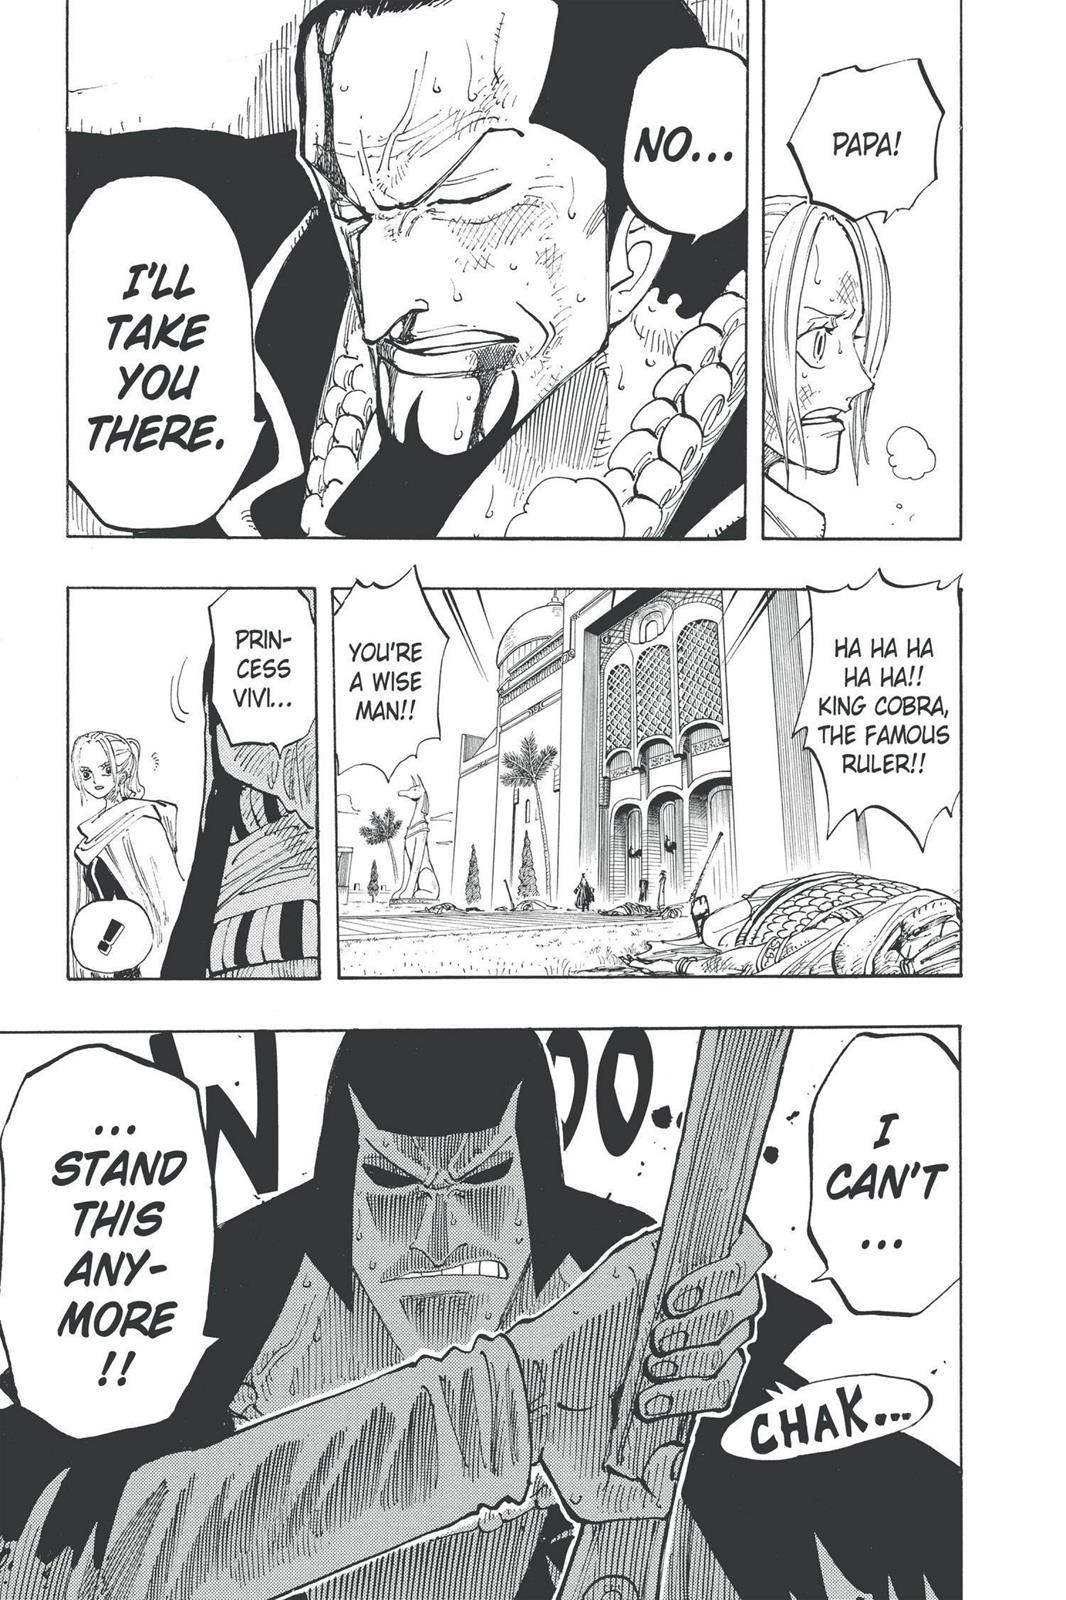 PAPA!
NO...
I'LL
TAKE
YOU
THERE.
HA HA HA
HA HA!!
KING COBRA,
THE FAMOUS
RULER!!
YOU'RE
A WISE
MAN!!
PRIN-
CESS
VIVI...
!
I
CAN'T
...
...
STAND
THIS
ANY-
MORE
!!
CHAK...